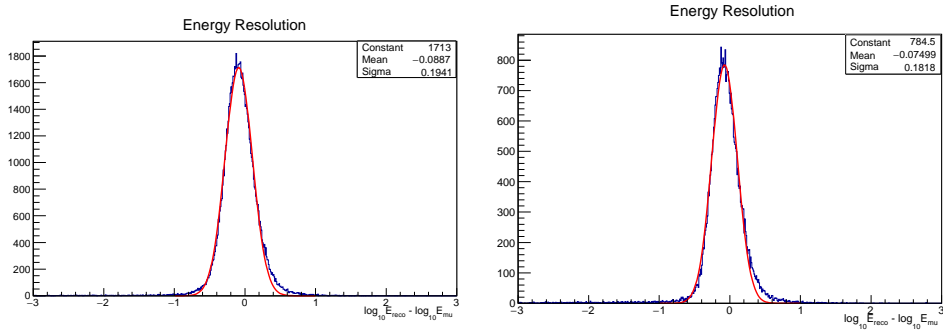 Energy Resolution
Constant 1713
Mean −0.0887
Sigma 0.1941
1800
1600
1400
1200
1000
800
600
400
200
0
−3 −2 −1 0 1 2 3
log10Ereco - log10Emu
Energy Resolution
Constant 784.5
Mean −0.07499
Sigma 0.1818
800
700
600
500
400
300
200
100
0
−3 −2 −1 0 1 2 3
log10Ereco - log10Emu